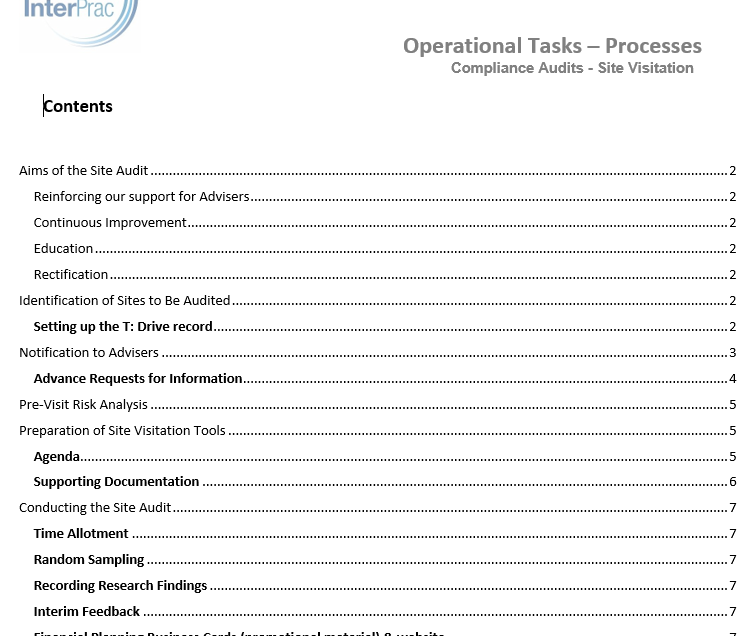 InterPrac
Operational Tasks – Processes
Compliance Audits - Site Visitation
Contents
Aims of the Site Audit 2
Reinforcing our support for Advisers 2
Continuous Improvement 2
Education 2
Rectification 2
Identification of Sites to Be Audited 2
Setting up the T: Drive record 2
Notification to Advisers 3
Advance Requests for Information 4
Pre-Visit Risk Analysis 5
Preparation of Site Visitation Tools 5
Agenda 5
Supporting Documentation 6
Conducting the Site Audit 7
Time Allotment 7
Random Sampling 7
Recording Research Findings 7
Interim Feedback 7
Financial Planning Business Cards (promotional material) & website 7